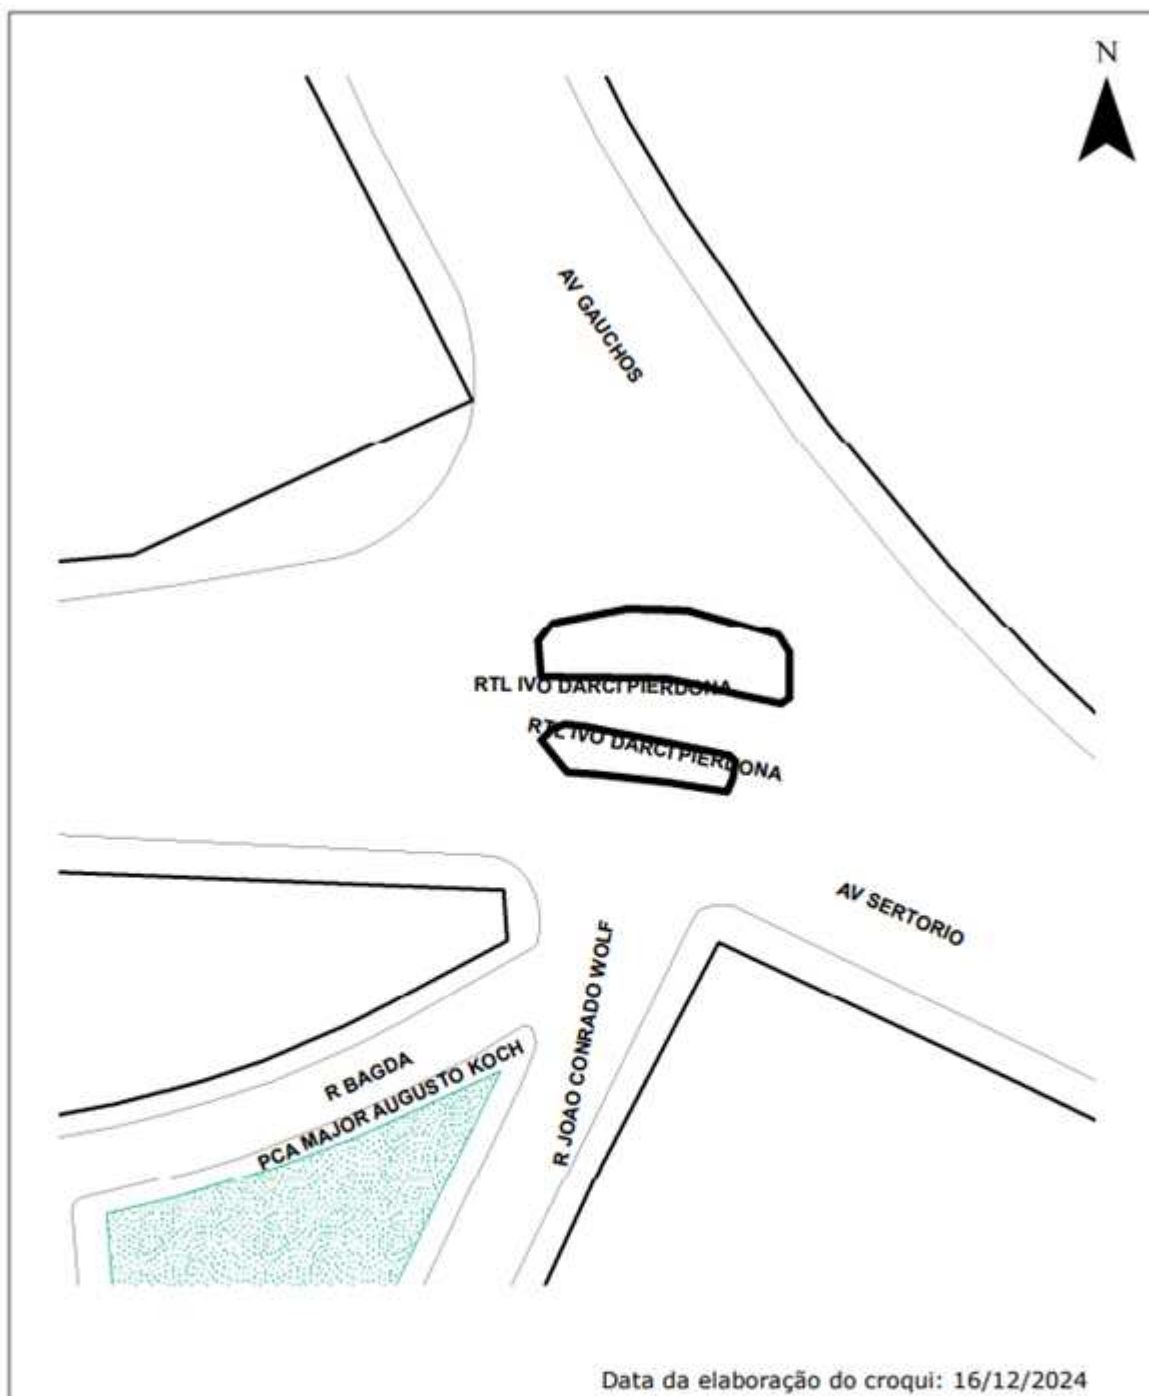 N
AV GAUCHOS
RTL IVO DARCI PIERDONA
RTL IVO DARCI PIERDONA
AV SERTORIO
R JOAO CONRADO WOLF
R BAGDA
PCA MAJOR AUGUSTO KOCH
Data da elaboração do croqui: 16/12/2024